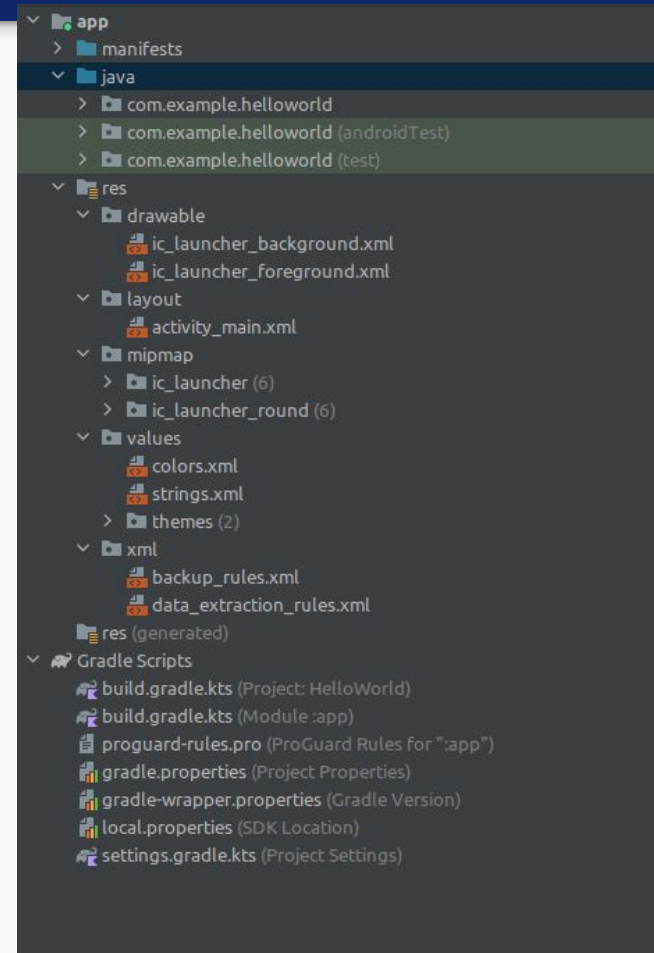 app
manifests
java
com.example.helloworld
com.example.helloworld (androidTest)
com.example.helloworld (test)
res
drawable
ic_launcher_background.xml
ic_launcher_foreground.xml
layout
activity_main.xml
mipmap
ic_launcher (6)
ic_launcher_round (6)
values
colors.xml
strings.xml
themes (2)
xml
backup_rules.xml
data_extraction_rules.xml
res (generated)
Gradle Scripts
build.gradle.kts (Project: HelloWorld)
build.gradle.kts (Module :app)
proguard-rules.pro (ProGuard Rules for ":app")
gradle.properties (Project Properties)
gradle-wrapper.properties (Gradle Version)
local.properties (SDK Location)
settings.gradle.kts (Project Settings)